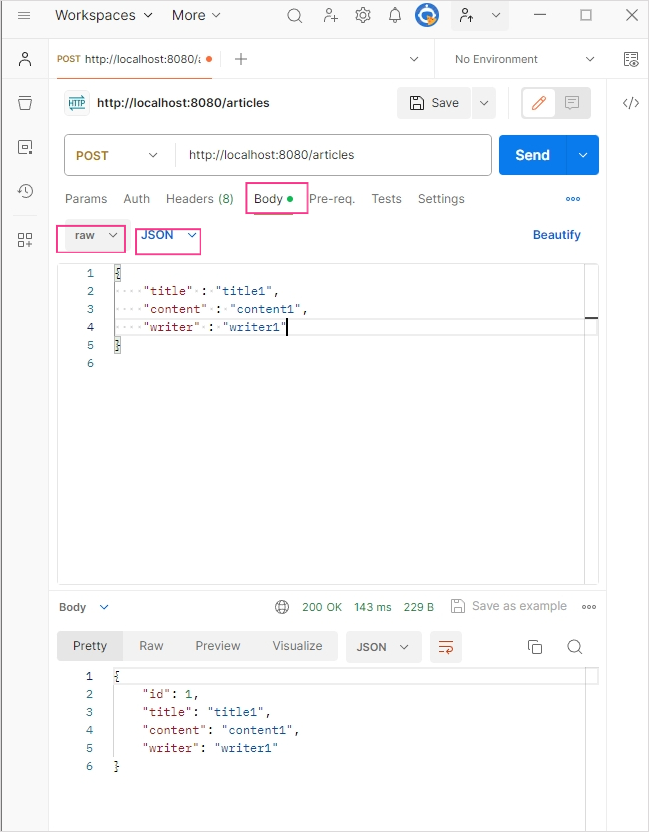 Workspaces More
POST http://localhost:8080/a
No Environment
HTTP http://localhost:8080/articles Save
POST http://localhost:8080/articles Send
Params Auth Headers (8) Body Pre-req. Tests Settings
raw JSON Beautify
1 {
2 "title" : "title1",
3 "content" : "content1",
4 "writer" : "writer1"
5 }
6
Body 200 OK 143 ms 229 B Save as example
Pretty Raw Preview Visualize JSON
1 {
2 "id": 1,
3 "title": "title1",
4 "content": "content1",
5 "writer": "writer1"
6 }